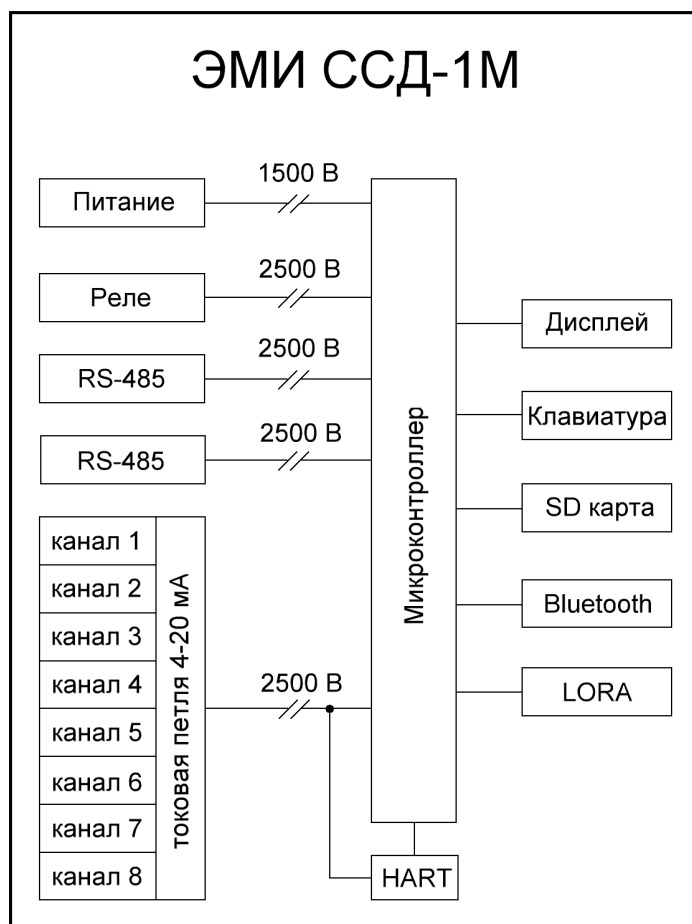 ЭМИ ССД-1М
1500 В
Питание
2500 В
Реле
2500 В
RS-485
2500 В
RS-485
канал 1
канал 2
канал 3
канал 4
канал 5
канал 6
канал 7
канал 8
токовая петля 4-20 мА
2500 В
Микроконтроллер
HART
Дисплей
Клавиатура
SD карта
Bluetooth
LORA